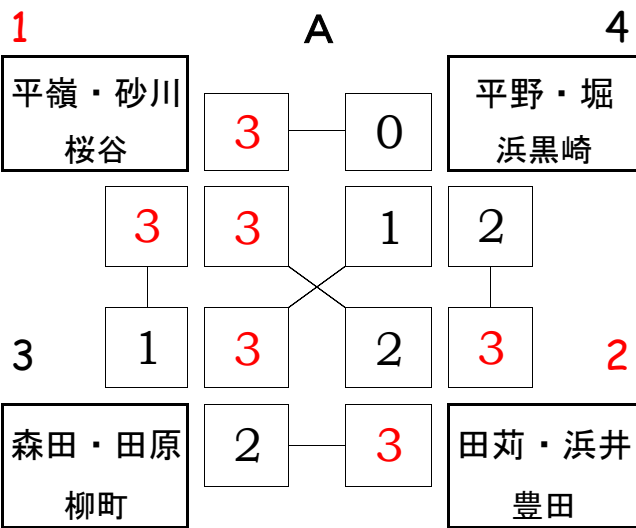 1 A 4
平嶺・砂川 平野・堀
桜谷 浜黒崎
3 0
3 3 1 2
1 3 2 3
3 2
森田・田原 田苅・浜井
柳町 豊田
2 3